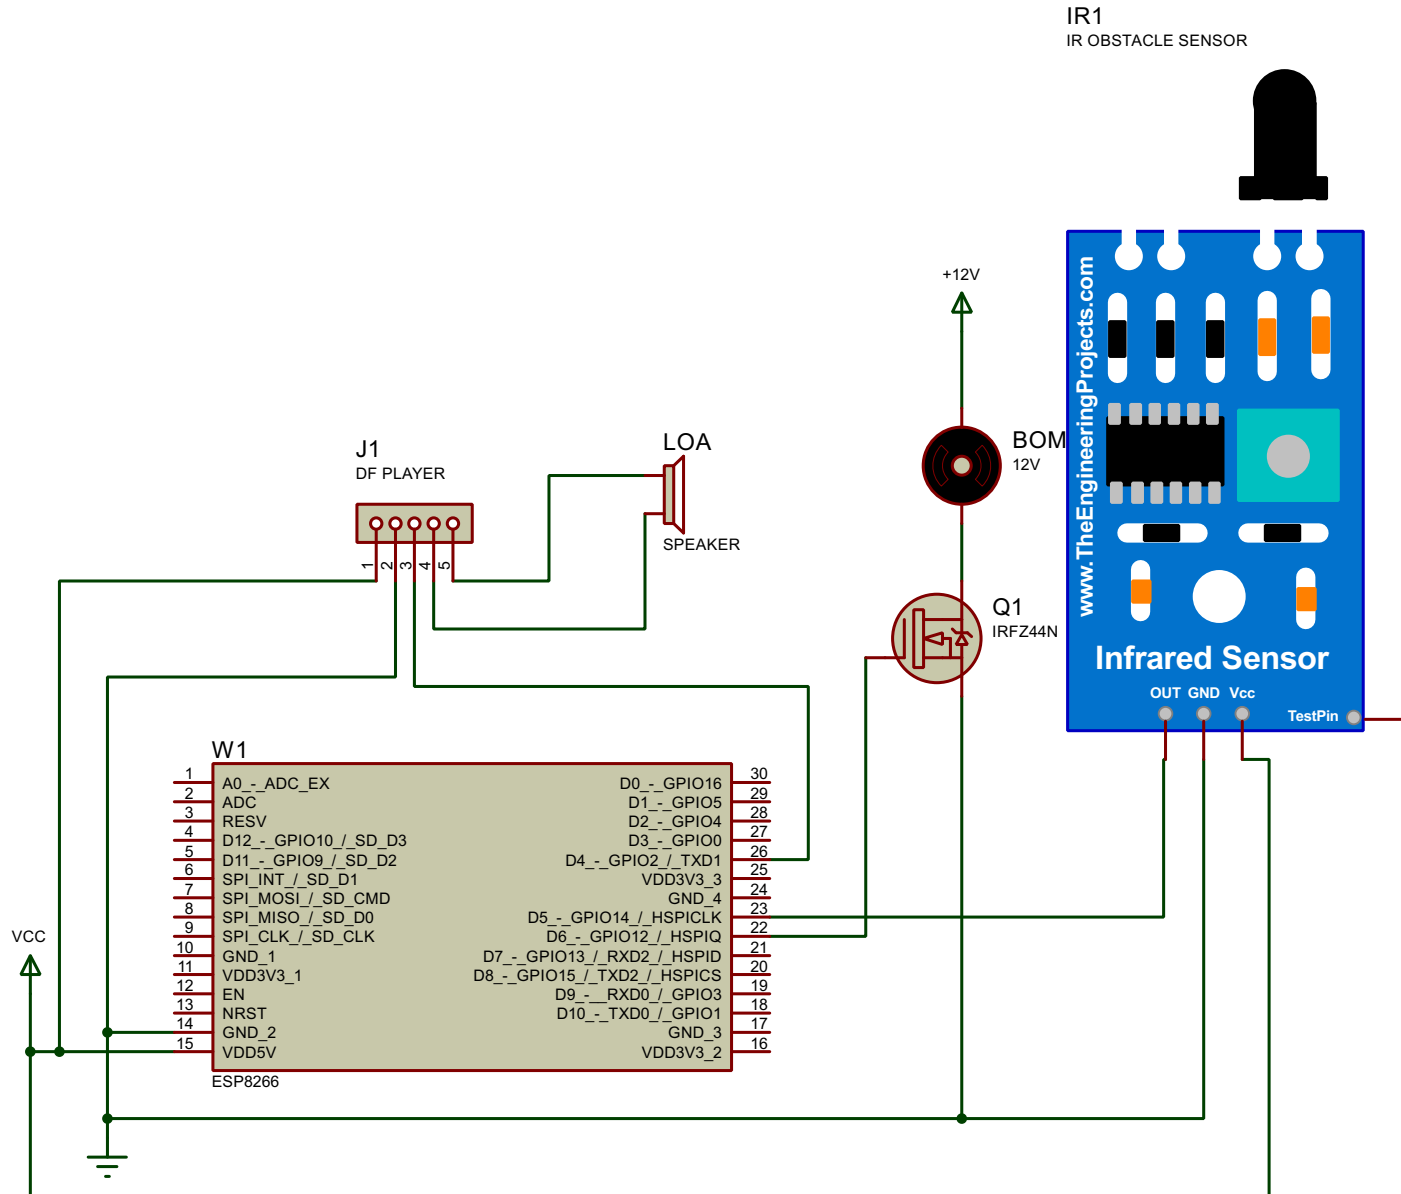 IR1
IR OBSTACLE SENSOR
www.TheEngineeringProjects.com
+12V
BOM
12V
J1
DF PLAYER
1
2
3
4
5
LOA
SPEAKER
Q1
IRFZ44N
Infrared Sensor
OUT GND Vcc
TestPin
W1
1 A0_-_ADC_EX D0_-_GPIO16 30
2 ADC D1_-_GPIO5 29
3 RESV D2_-_GPIO4 28
4 D12_-_GPIO10_/_SD_D3 D3_-_GPIO0 27
5 D11_-_GPIO9_/_SD_D2 D4_-_GPIO2_/_TXD1 26
6 SPI_INT_/_SD_D1 VDD3V3_3 25
7 SPI_MOSI_/_SD_CMD GND_4 24
8 SPI_MISO_/_SD_D0 D5_-_GPIO14_/_HSPICLK 23
9 SPI_CLK_/_SD_CLK D6_-_GPIO12_/_HSPIQ 22
10 GND_1 D7_-_GPIO13_/_RXD2_/_HSPID 21
11 VDD3V3_1 D8_-_GPIO15_/_TXD2_/_HSPICS 20
12 EN D9_-__RXD0_/_GPIO3 19
13 NRST D10_-_TXD0_/_GPIO1 18
14 GND_2 GND_3 17
15 VDD5V VDD3V3_2 16
ESP8266
VCC